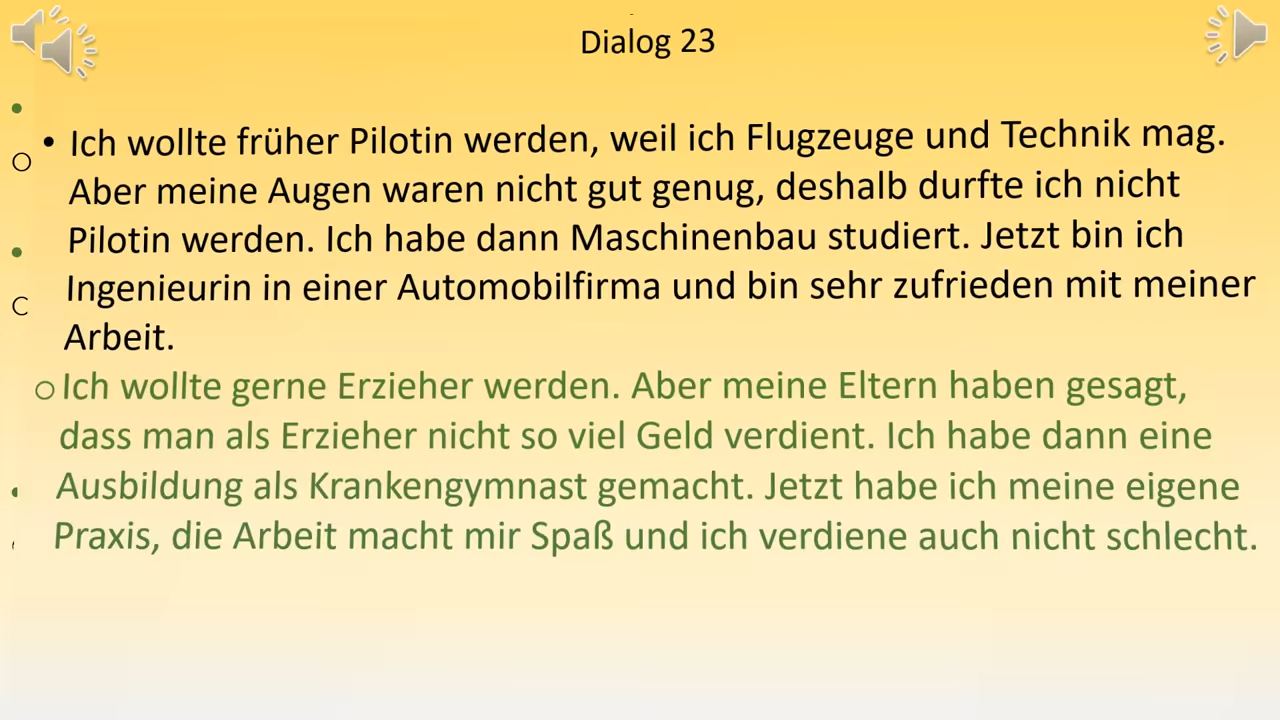 Dialog 23
• Ich wollte früher Pilotin werden, weil ich Flugzeuge und Technik mag.
Aber meine Augen waren nicht gut genug, deshalb durfte ich nicht
Pilotin werden. Ich habe dann Maschinenbau studiert. Jetzt bin ich
Ingenieurin in einer Automobilfirma und bin sehr zufrieden mit meiner
Arbeit.
○ Ich wollte gerne Erzieher werden. Aber meine Eltern haben gesagt,
dass man als Erzieher nicht so viel Geld verdient. Ich habe dann eine
Ausbildung als Krankengymnast gemacht. Jetzt habe ich meine eigene
Praxis, die Arbeit macht mir Spaß und ich verdiene auch nicht schlecht.